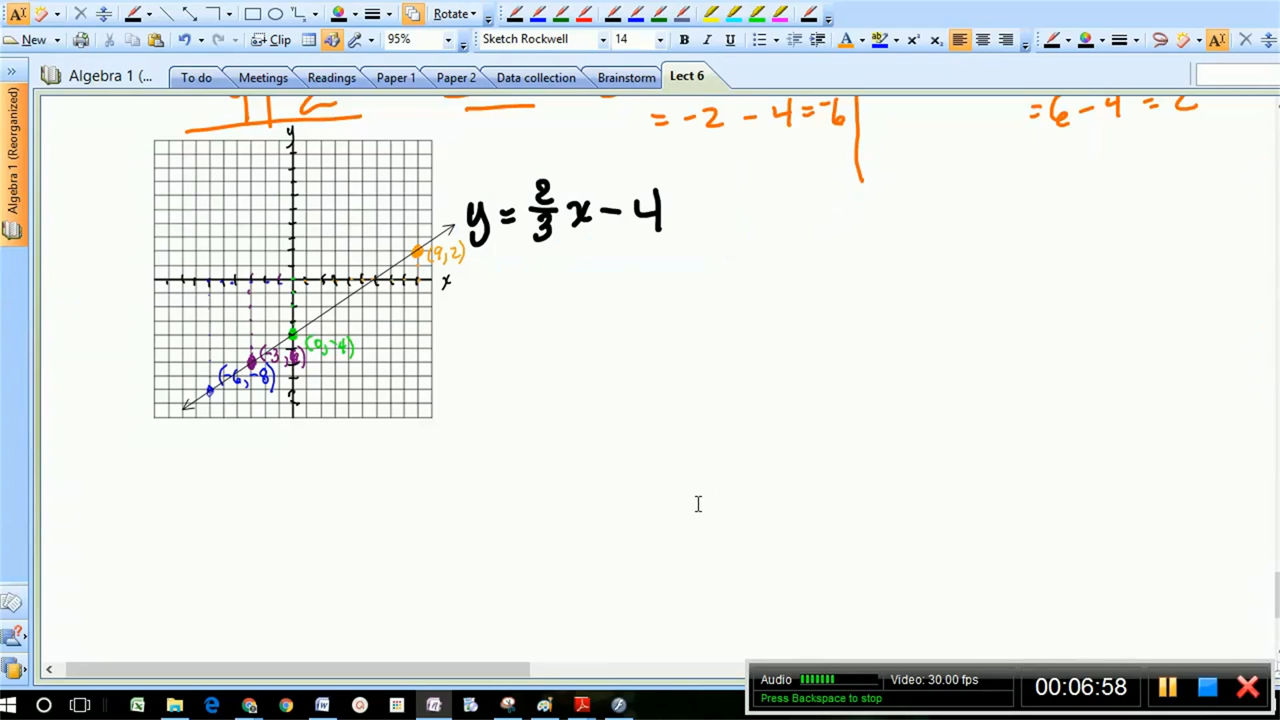 Rotate
New
Clip
95%
Sketch Rockwell
14
B I U
Algebra 1 (...
To do
Meetings
Readings
Paper 1
Paper 2
Data collection
Brainstorm
Lect 6
Algebra 1 (Reorganized)
= -2 - 4 = -6
= 6 - 4 = 2
y
y = 2/3 x - 4
(9, 2)
x
(0, -4)
(-3,
(-6, -8)
Audio
Video: 30.00 fps
Press Backspace to stop
00:06:58